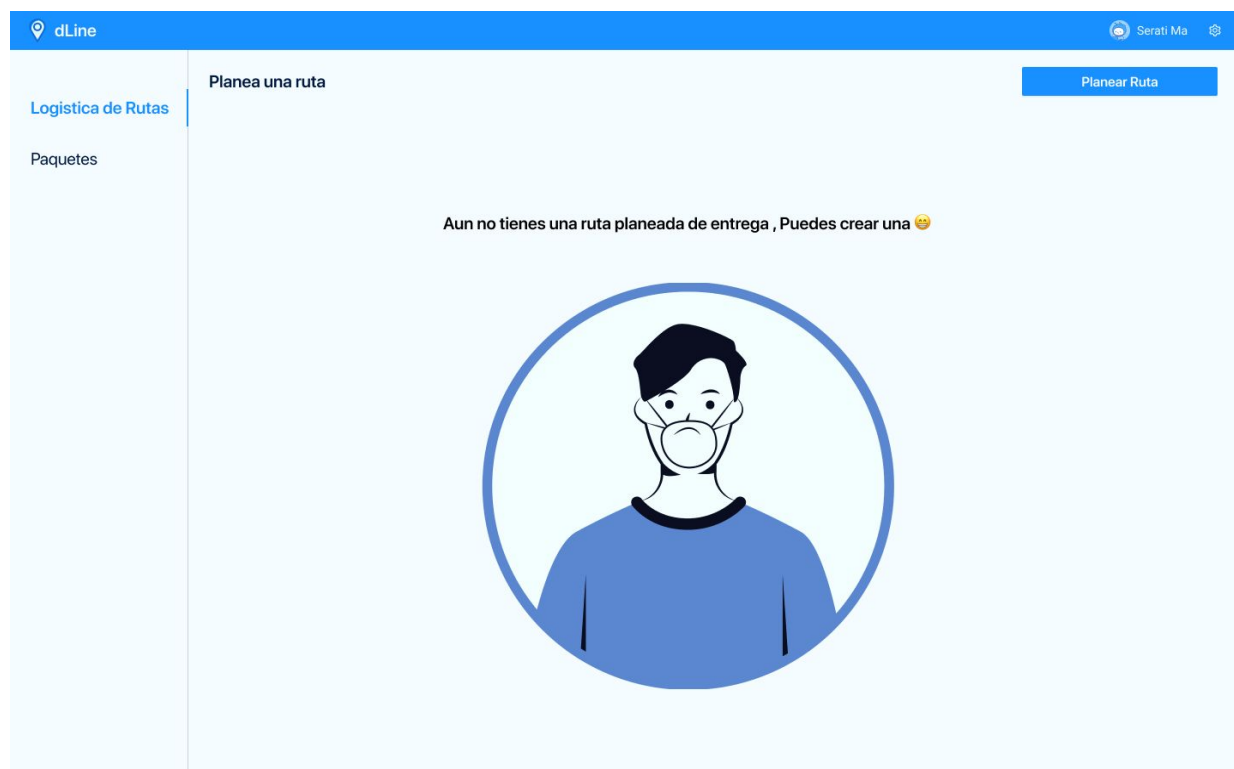 dLine
Serati Ma
Logistica de Rutas
Paquetes
Planea una ruta
Planear Ruta
Aun no tienes una ruta planeada de entrega , Puedes crear una 😁